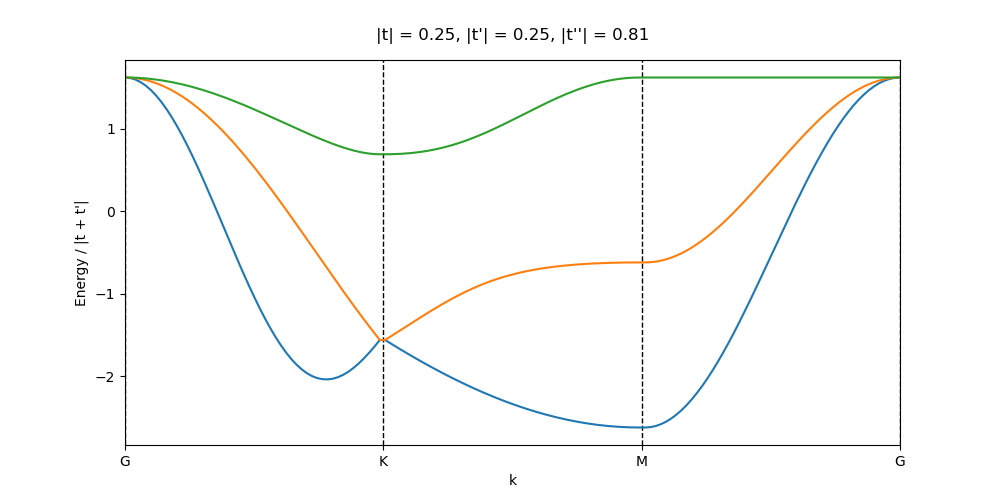 |t| = 0.25, |t'| = 0.25, |t''| = 0.81
Energy / |t + t'|
1
0
−1
−2
G K M G
k